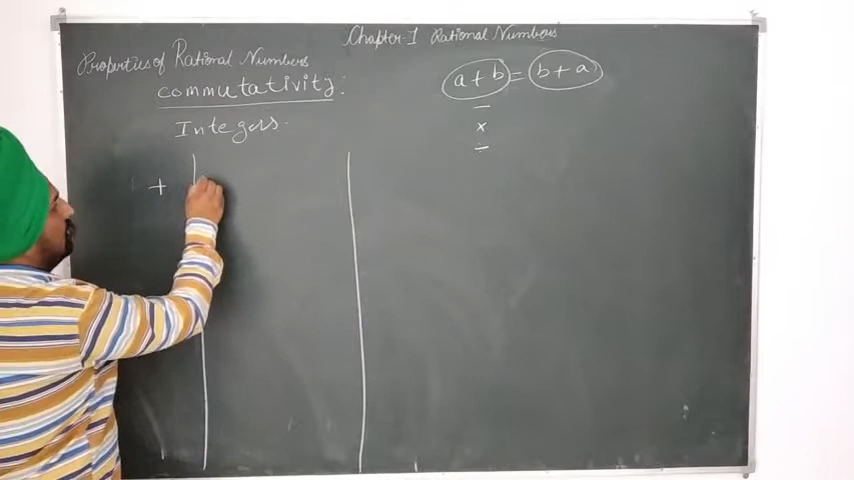 Chapter-1 Rational Numbers
Properties of Rational Numbers
Commutativity:
a + b = b + a
Integers.
-
×
÷
+